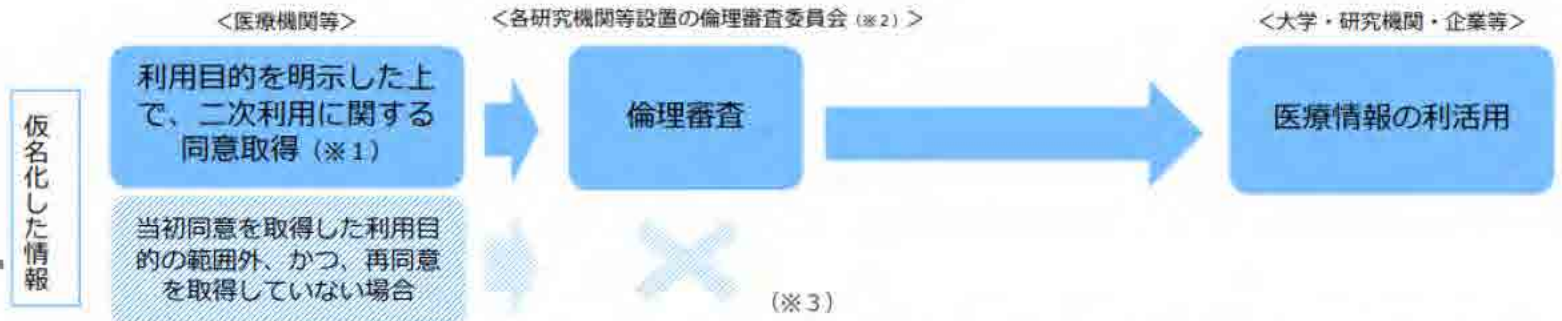 ＜医療機関等＞
＜各研究機関等設置の倫理審査委員会（※2）＞
＜大学・研究機関・企業等＞
仮名化した情報
利用目的を明示した上
で、二次利用に関する
同意取得（※1）
倫理審査
医療情報の利活用
当初同意を取得した利用目
的の範囲外、かつ、再同意
を取得していない場合
（※3）